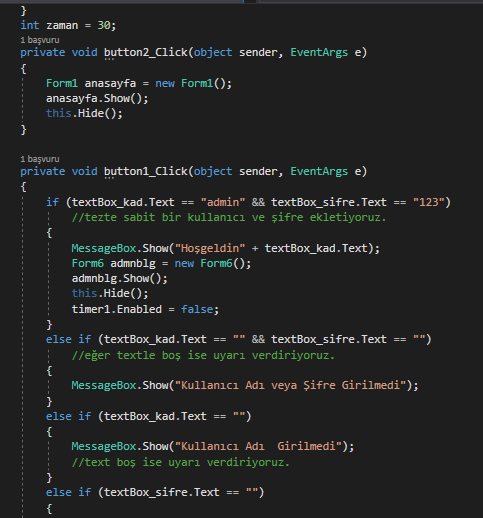 }
int zaman = 30;
1 başvuru
private void button2_Click(object sender, EventArgs e)
{
Form1 anasayfa = new Form1();
anasayfa.Show();
this.Hide();
}
1 başvuru
private void button1_Click(object sender, EventArgs e)
{
if (textBox_kad.Text == "admin" && textBox_sifre.Text == "123")
//tezte sabit bir kullanıcı ve şifre ekletiyoruz.
{
MessageBox.Show("Hoşgeldin" + textBox_kad.Text);
Form6 admnblg = new Form6();
admnblg.Show();
this.Hide();
timer1.Enabled = false;
}
else if (textBox_kad.Text == "" && textBox_sifre.Text == "")
//eğer textle boş ise uyarı verdiriyoruz.
{
MessageBox.Show("Kullanıcı Adı veya Şifre Girilmedi");
}
else if (textBox_kad.Text == "")
{
MessageBox.Show("Kullanıcı Adı  Girilmedi");
//text boş ise uyarı verdiriyoruz.
}
else if (textBox_sifre.Text == "")
{